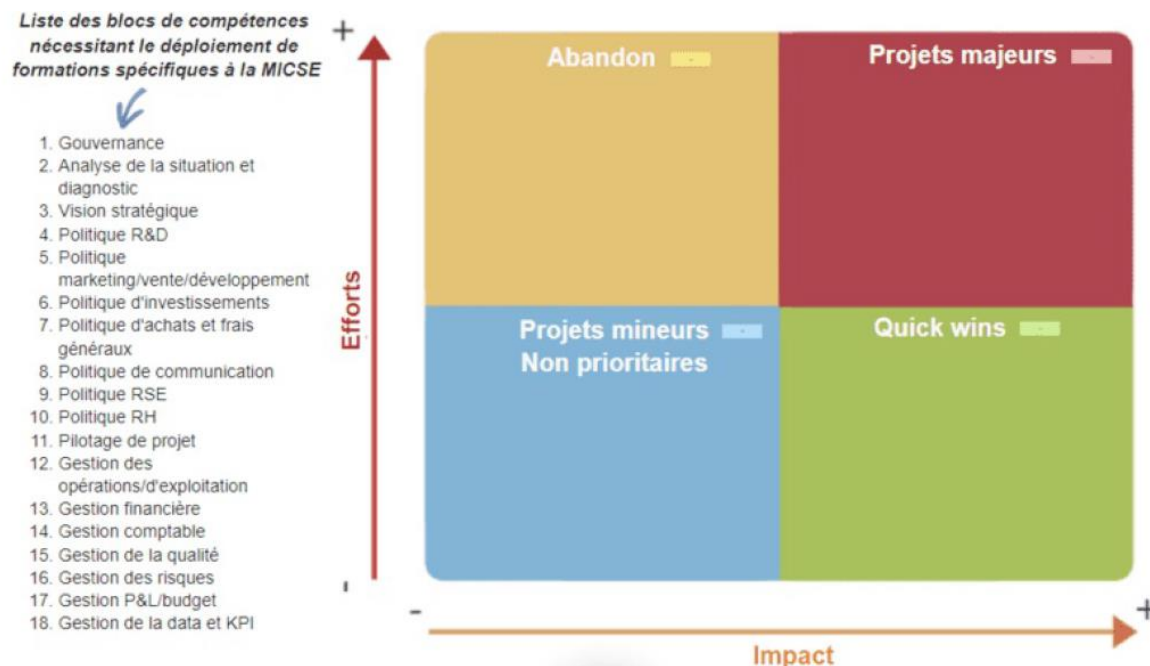 Liste des blocs de compétences
nécessitant le déploiement de
formations spécifiques à la MICSE
1. Gouvernance
2. Analyse de la situation et
diagnostic
3. Vision stratégique
4. Politique R&D
5. Politique
marketing/vente/développement
6. Politique d'investissements
7. Politique d'achats et frais
généraux
8. Politique de communication
9. Politique RSE
10. Politique RH
11. Pilotage de projet
12. Gestion des
opérations/d'exploitation
13. Gestion financière
14. Gestion comptable
15. Gestion de la qualité
16. Gestion des risques
17. Gestion P&L/budget
18. Gestion de la data et KPI
+
Efforts
-
Abandon -
Projets majeurs -
Projets mineurs -
Non prioritaires
Quick wins -
-
+
Impact